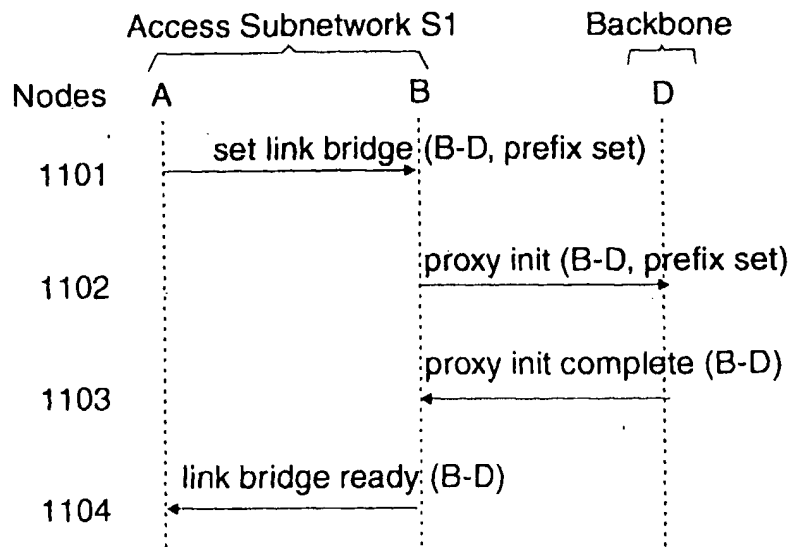 Access Subnetwork S1 Backbone
Nodes A B D
set link bridge (B-D, prefix set)
1101
proxy init (B-D, prefix set)
1102
proxy init complete (B-D)
1103
link bridge ready (B-D)
1104